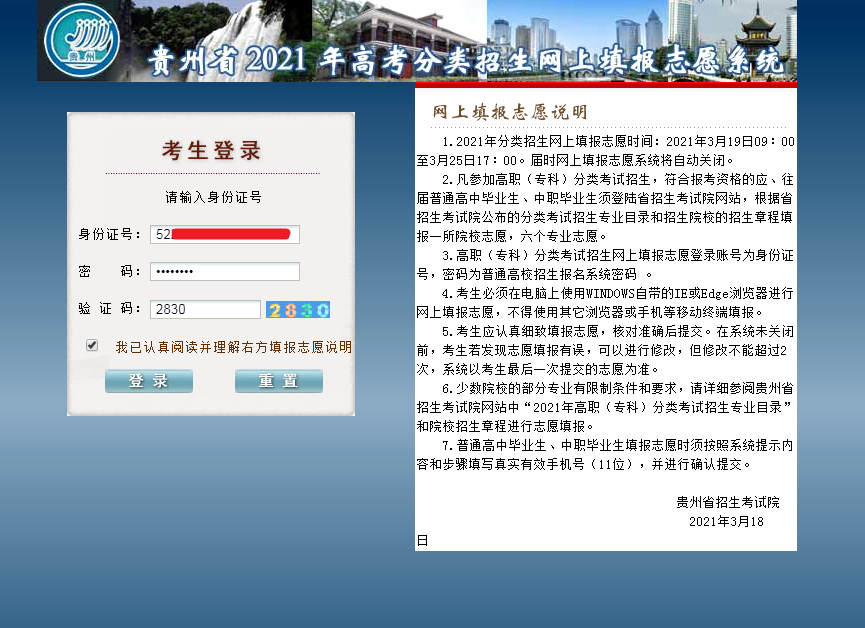 贵州
贵州省2021年高考分类招生网上填报志愿系统
考生登录
请输入身份证号
身份证号: 52
密 码: ••••••••
验 证 码: 2830 2830
我已认真阅读并理解右方填报志愿说明
登录 重置
网上填报志愿说明
1.2021年分类招生网上填报志愿时间: 2021年3月19日09: 00
至3月25日17: 00。届时网上填报志愿系统将自动关闭。
2.凡参加高职（专科）分类考试招生，符合报考资格的应、往
届普通高中毕业生、中职毕业生须登陆省招生考试院网站，根据省
招生考试院公布的分类考试招生专业目录和招生院校的招生章程填
报一所院校志愿，六个专业志愿。
3.高职（专科）分类考试招生网上填报志愿登录账号为身份证
号，密码为普通高校招生报名系统密码 。
4.考生必须在电脑上使用WINDOWS自带的IE或Edge浏览器进行
网上填报志愿，不得使用其它浏览器或手机等移动终端填报。
5.考生应认真细致填报志愿，核对准确后提交。在系统未关闭
前，考生若发现志愿填报有误，可以进行修改，但修改不能超过2
次，系统以考生最后一次提交的志愿为准。
6.少数院校的部分专业有限制条件和要求，请详细参阅贵州省
招生考试院网站中“2021年高职（专科）分类考试招生专业目录”
和院校招生章程进行志愿填报。
7.普通高中毕业生、中职毕业生填报志愿时须按照系统提示内
容和步骤填写真实有效手机号（11位），并进行确认提交。
贵州省招生考试院
2021年3月18
日